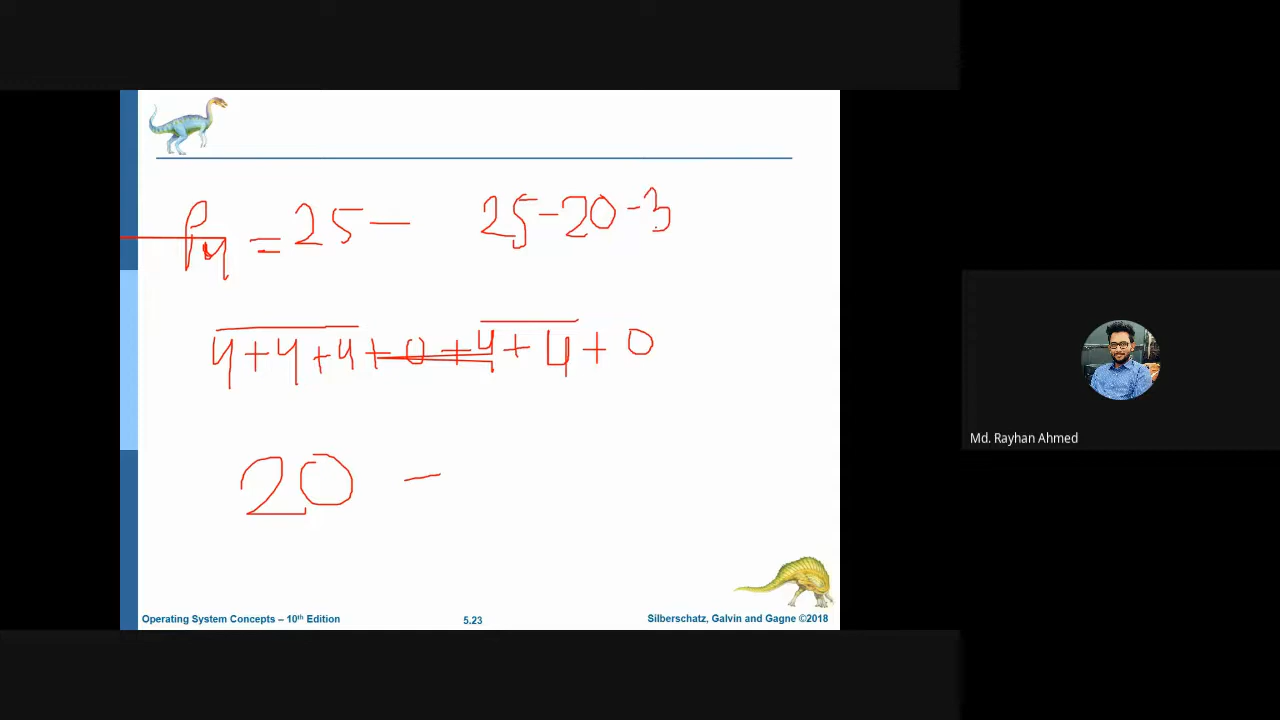 P4 = 25 — 25-20-3
4+4+4+0+4+4+0
20 -
Md. Rayhan Ahmed
Operating System Concepts – 10th Edition 5.23 Silberschatz, Galvin and Gagne ©2018